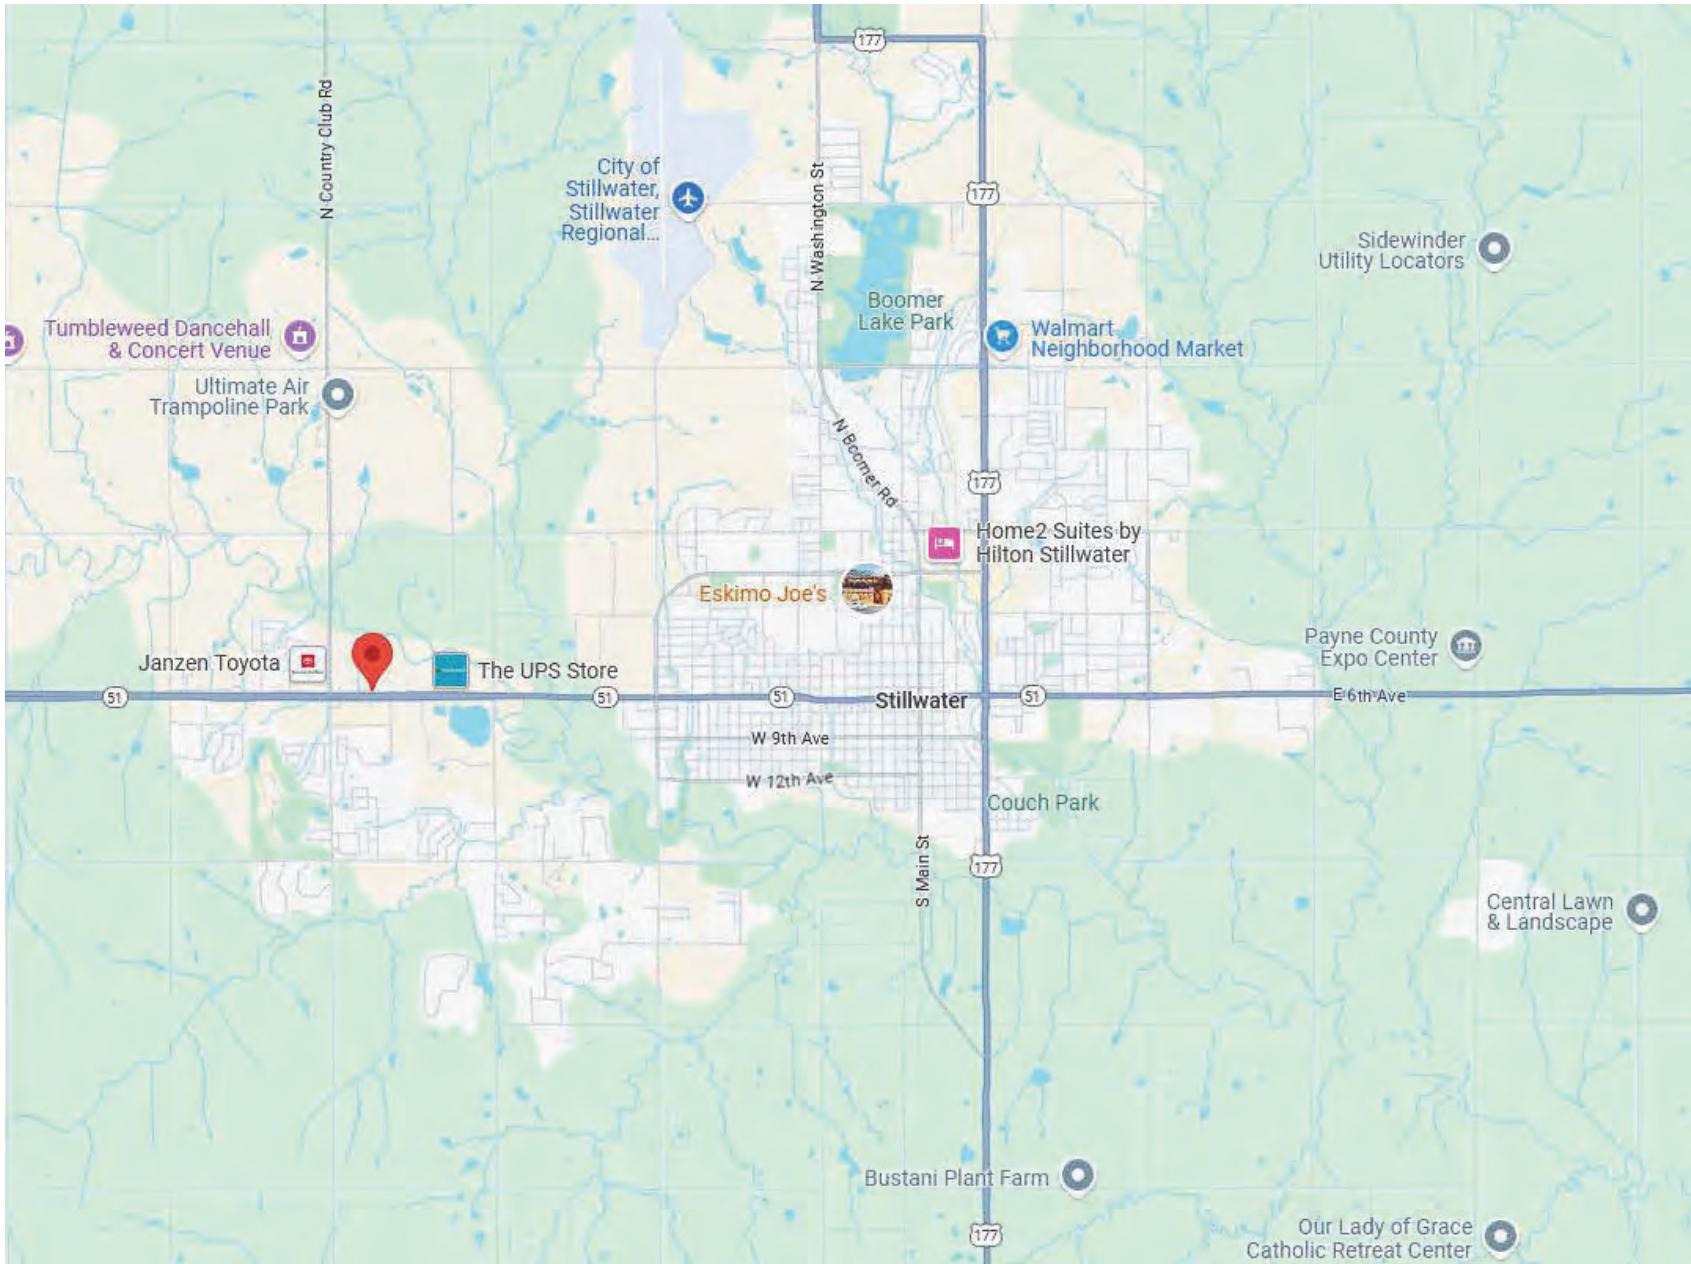 177
N Country Club Rd
City of
Stillwater,
Stillwater
Regional...
N Washington St
177
Sidewinder
Utility Locators
Boomer
Lake Park
Tumbleweed Dancehall
& Concert Venue
Walmart
Neighborhood Market
Ultimate Air
Trampoline Park
N Boomer Rd
177
Home2 Suites by
Hilton Stillwater
Eskimo Joe's
Payne County
Expo Center
Janzen Toyota
The UPS Store
51
51
51
Stillwater
51
E 6th Ave
W 9th Ave
W 12th Ave
Couch Park
S Main St
177
Central Lawn
& Landscape
Bustani Plant Farm
177
Our Lady of Grace
Catholic Retreat Center